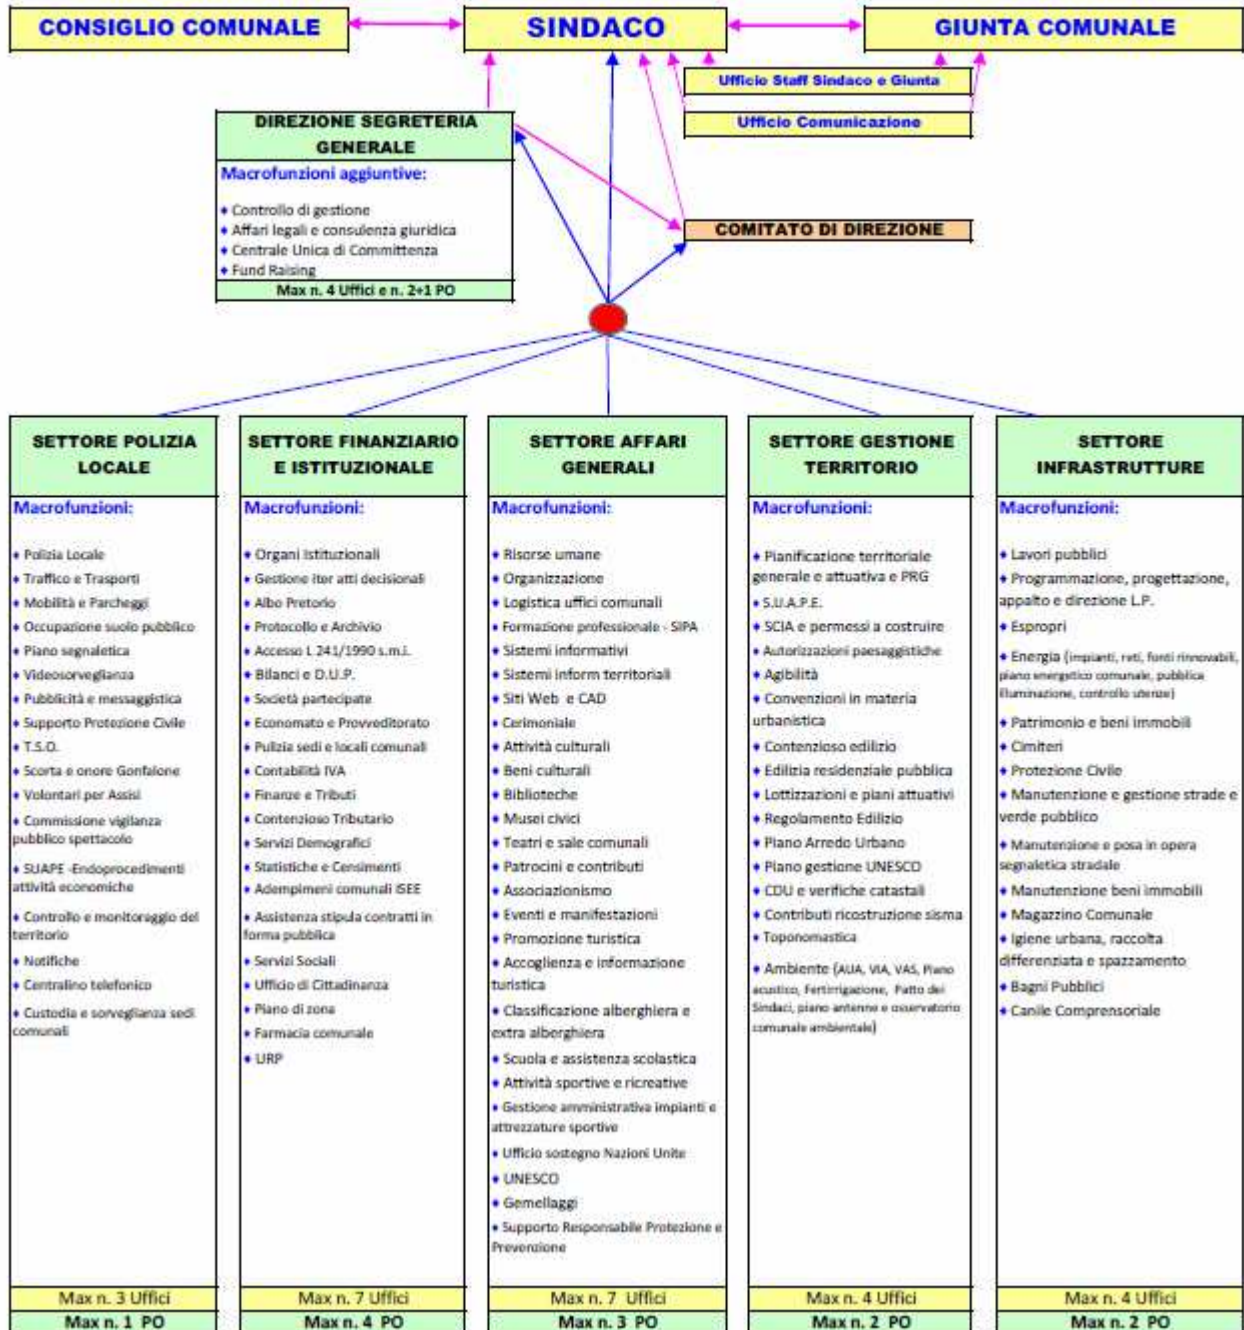 CONSIGLIO COMUNALE
SINDACO
GIUNTA COMUNALE
Ufficio Staff Sindaco e Giunta
Ufficio Comunicazione
DIREZIONE SEGRETERIA
GENERALE
Macrofunzioni aggiuntive:
♦ Controllo di gestione
♦ Affari legali e consulenza giuridica
♦ Centrale Unica di Committenza
♦ Fund Raising
Max n. 4 Uffici e n. 2+1 PO
COMITATO DI DIREZIONE
SETTORE POLIZIA
LOCALE
Macrofunzioni:
♦ Polizia Locale
♦ Traffico e Trasporti
♦ Mobilità e Parcheggi
♦ Occupazione suolo pubblico
♦ Piano segnaletica
♦ Videosorveglianza
♦ Pubblicità e messaggistica
♦ Supporto Protezione Civile
♦ T.S.O.
♦ Scorta e onore Gonfalone
♦ Volontari per Assisi
♦ Commissione vigilanza
pubblico spettacolo
♦ SUAPE -Endoprocedimenti
attività economiche
♦ Controllo e monitoraggio del
territorio
♦ Notifiche
♦ Centralino telefonico
♦ Custodia e sorveglianza sedi
comunali
Max n. 3 Uffici
Max n. 1 PO
SETTORE FINANZIARIO
E ISTITUZIONALE
Macrofunzioni:
♦ Organi Istituzionali
♦ Gestione iter atti decisionali
♦ Albo Pretorio
♦ Protocollo e Archivio
♦ Accesso L 241/1990 s.m.i.
♦ Bilanci e D.U.P.
♦ Società partecipate
♦ Economato e Provveditorato
♦ Pulizia sedi e locali comunali
♦ Contabilità IVA
♦ Finanze e Tributi
♦ Contenzioso Tributario
♦ Servizi Demografici
♦ Statistiche e Censimenti
♦ Adempimeni comunali ISEE
♦ Assistenza stipula contratti in
forma pubblica
♦ Servizi Sociali
♦ Ufficio di Cittadinanza
♦ Piano di zona
♦ Farmacia comunale
♦ URP
Max n. 7 Uffici
Max n. 4 PO
SETTORE AFFARI
GENERALI
Macrofunzioni:
♦ Risorse umane
♦ Organizzazione
♦ Logistica uffici comunali
♦ Formazione professionale - SIPA
♦ Sistemi informativi
♦ Sistemi inform territoriali
♦ Siti Web e CAD
♦ Cerimoniale
♦ Attività culturali
♦ Beni culturali
♦ Biblioteche
♦ Musei civici
♦ Teatri e sale comunali
♦ Patrocini e contributi
♦ Associazionismo
♦ Eventi e manifestazioni
♦ Promozione turistica
♦ Accoglienza e informazione
turistica
♦ Classificazione alberghiera e
extra alberghiera
♦ Scuola e assistenza scolastica
♦ Attività sportive e ricreative
♦ Gestione amministrativa impianti e
attrezzature sportive
♦ Ufficio sostegno Nazioni Unite
♦ UNESCO
♦ Gemellaggi
♦ Supporto Responsabile Protezione e
Prevenzione
Max n. 7 Uffici
Max n. 3 PO
SETTORE GESTIONE
TERRITORIO
Macrofunzioni:
♦ Pianificazione territoriale
generale e attuativa e PRG
♦ S.U.A.P.E.
♦ SCIA e permessi a costruire
♦ Autorizzazioni paesaggistiche
♦ Agibilità
♦ Convenzioni in materia
urbanistica
♦ Contenzioso edilizio
♦ Edilizia residenziale pubblica
♦ Lottizzazioni e piani attuativi
♦ Regolamento Edilizio
♦ Piano Arredo Urbano
♦ Piano gestione UNESCO
♦ CDU e verifiche catastali
♦ Contributi ricostruzione sisma
♦ Toponomastica
♦ Ambiente (AUA, VIA, VAS, Piano
acustico, Fertirrigazione, Patto dei
Sindaci, piano antenne e osservatorio
comunale ambientale)
Max n. 4 Uffici
Max n. 2 PO
SETTORE
INFRASTRUTTURE
Macrofunzioni:
♦ Lavori pubblici
♦ Programmazione, progettazione,
appalto e direzione L.P.
♦ Espropri
♦ Energia (impianti, reti, fonti rinnovabili,
piano energetico comunale, pubblica
illuminazione, controllo utenze)
♦ Patrimonio e beni immobili
♦ Cimiteri
♦ Protezione Civile
♦ Manutenzione e gestione strade e
verde pubblico
♦ Manutenzione e posa in opera
segnaletica stradale
♦ Manutenzione beni immobili
♦ Magazzino Comunale
♦ Igiene urbana, raccolta
differenziata e spazzamento
♦ Bagni Pubblici
♦ Canile Comprensoriale
Max n. 4 Uffici
Max n. 2 PO